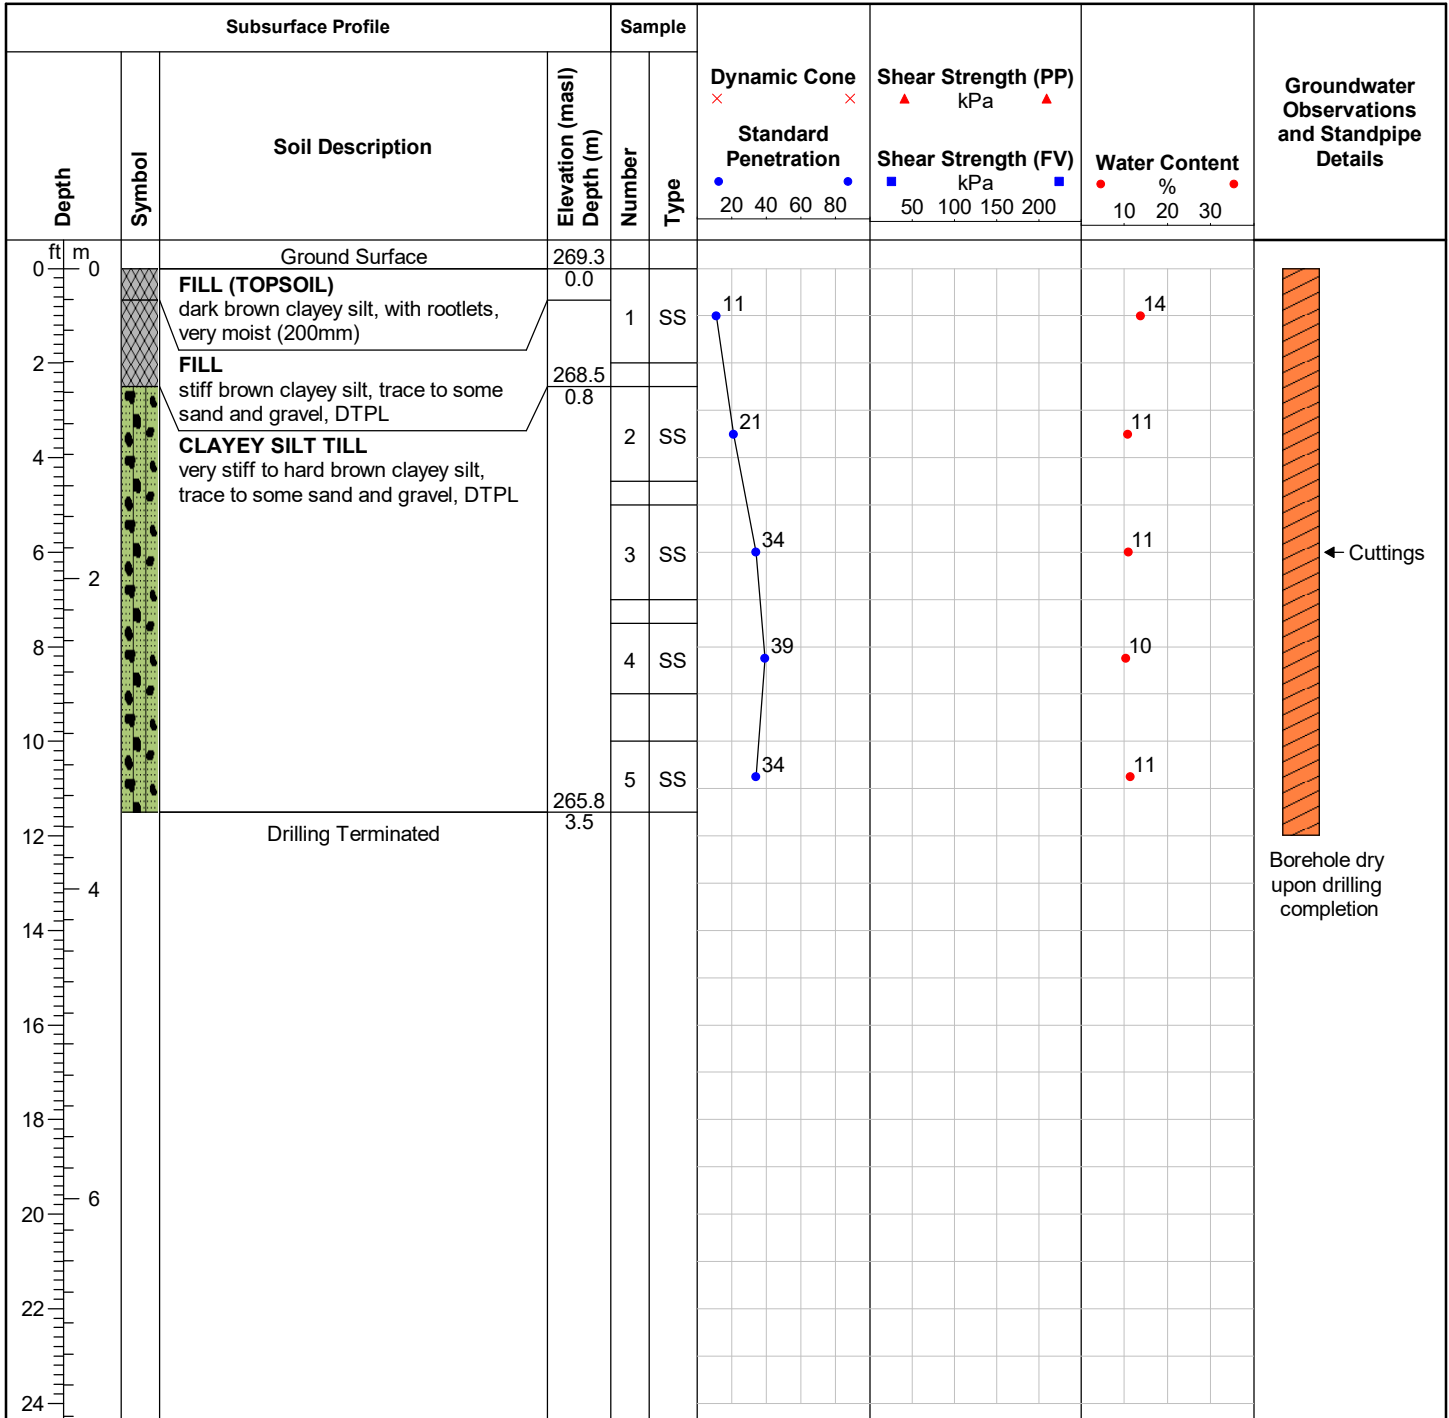 Subsurface Profile
Sample
Depth
Symbol
Soil Description
Elevation (masl)
Depth (m)
Number
Type
Dynamic Cone
Standard
Penetration
20 40 60 80
Shear Strength (PP)
kPa
Shear Strength (FV)
kPa
50 100 150 200
Water Content
%
10 20 30
Groundwater
Observations
and Standpipe
Details
ft m
0 0
2
4
6
2
8
10
12
4
14
16
18
6
20
22
24
Ground Surface
269.3
0.0
FILL (TOPSOIL)
dark brown clayey silt, with rootlets,
very moist (200mm)
FILL
stiff brown clayey silt, trace to some
sand and gravel, DTPL
268.5
0.8
CLAYEY SILT TILL
very stiff to hard brown clayey silt,
trace to some sand and gravel, DTPL
265.8
3.5
Drilling Terminated
1 SS 11 14
2 SS 21 11
3 SS 34 11
4 SS 39 10
5 SS 34 11
Cuttings
Borehole dry
upon drilling
completion